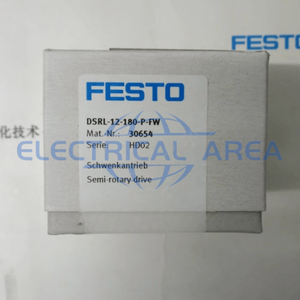 FESTO
DSRL-12-180-P-FW
Mat.-Nr.: 30654
Serie: HD02
Schwenkantrieb
Semi-rotary drive
ELECTRICAL AREA
化技术